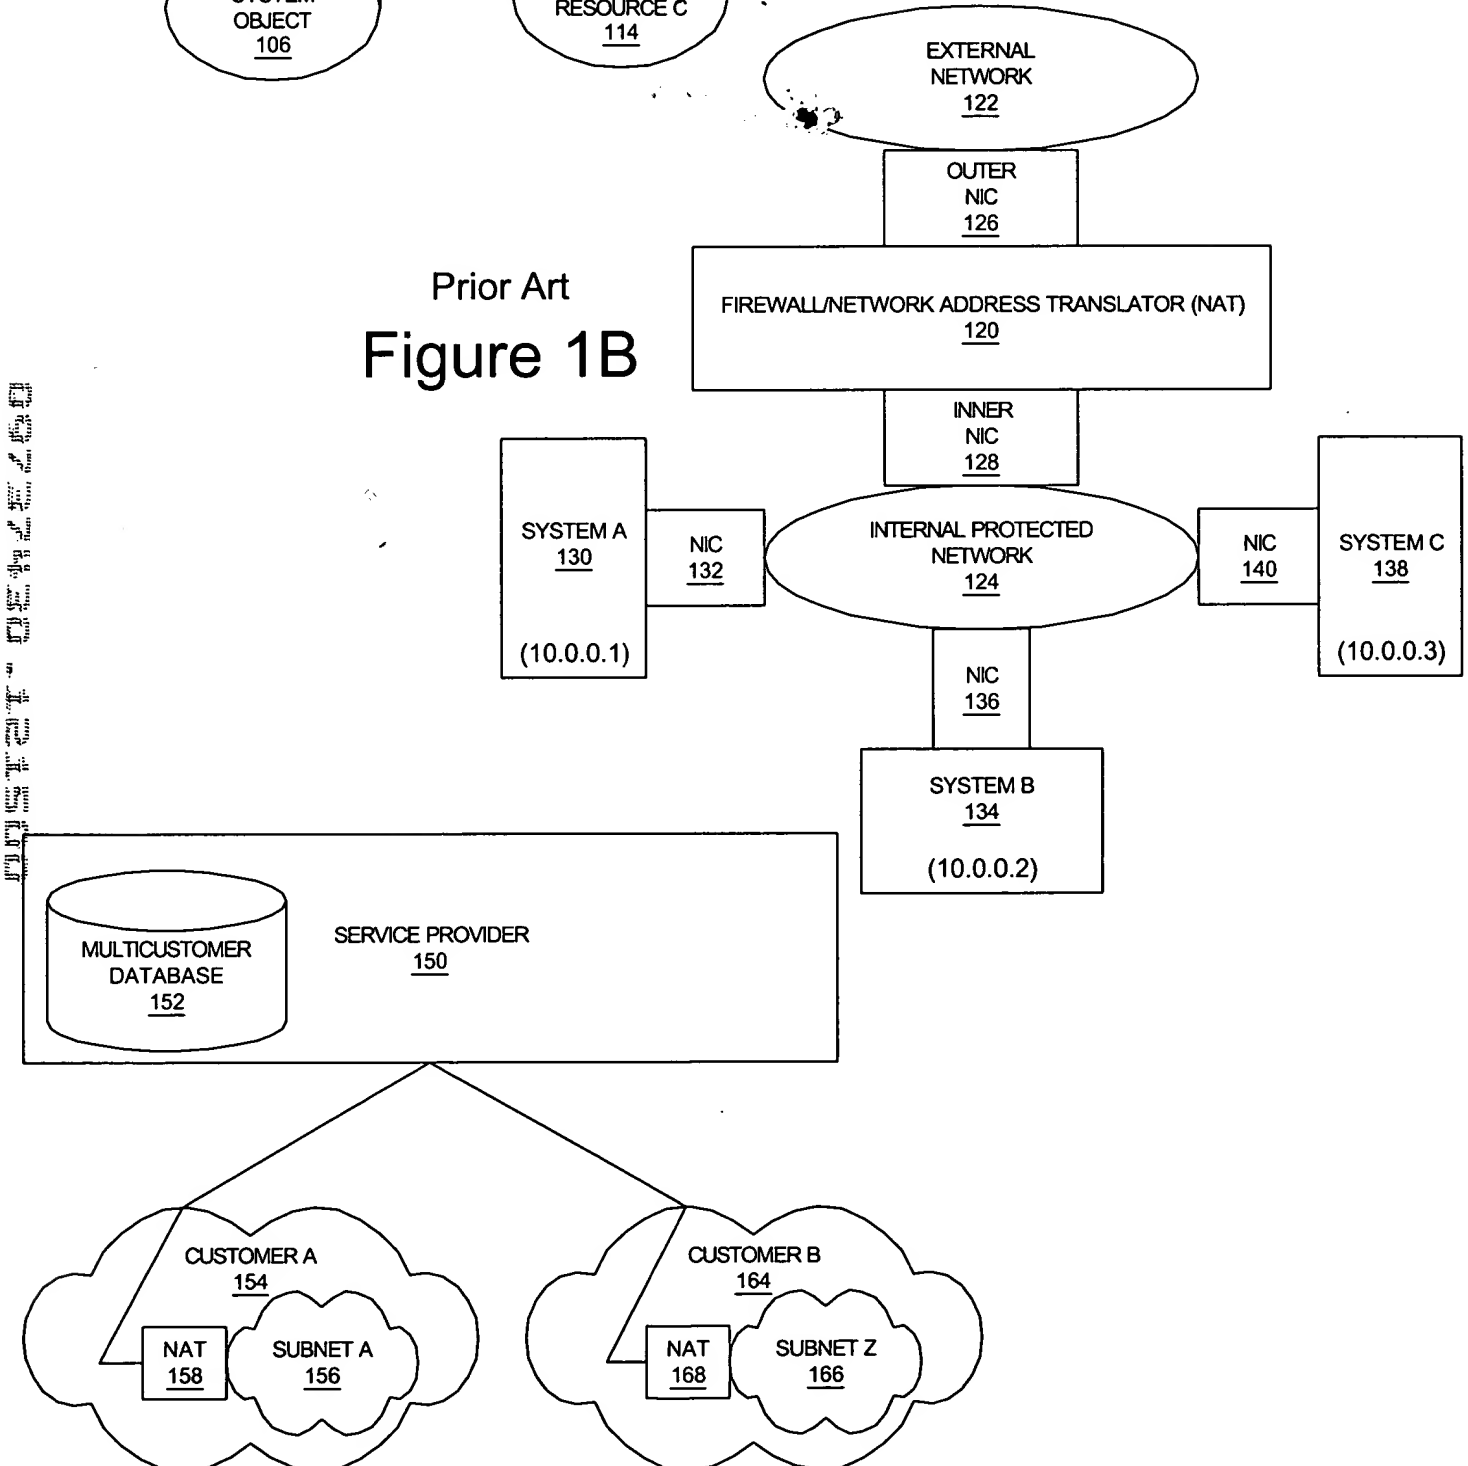 OBJECT
106
RESOURCE C
114
EXTERNAL
NETWORK
122
OUTER
NIC
126
Prior Art
Figure 1B
FIREWALL/NETWORK ADDRESS TRANSLATOR (NAT)
120
INNER
NIC
128
SYSTEM A
130
(10.0.0.1)
NIC
132
INTERNAL PROTECTED
NETWORK
124
NIC
140
SYSTEM C
138
(10.0.0.3)
NIC
136
SYSTEM B
134
(10.0.0.2)
MULTICUSTOMER
DATABASE
152
SERVICE PROVIDER
150
CUSTOMER A
154
NAT
158
SUBNET A
156
CUSTOMER B
164
NAT
168
SUBNET Z
166